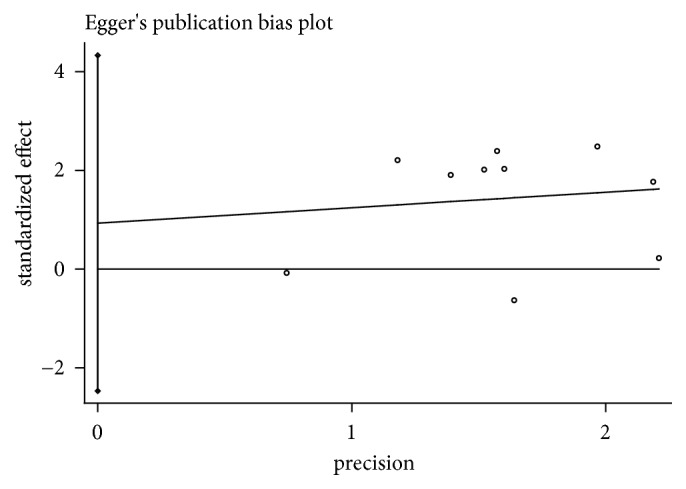 Egger's publication bias plot
standardized effect
4
2
0
−2
0
1
2
precision